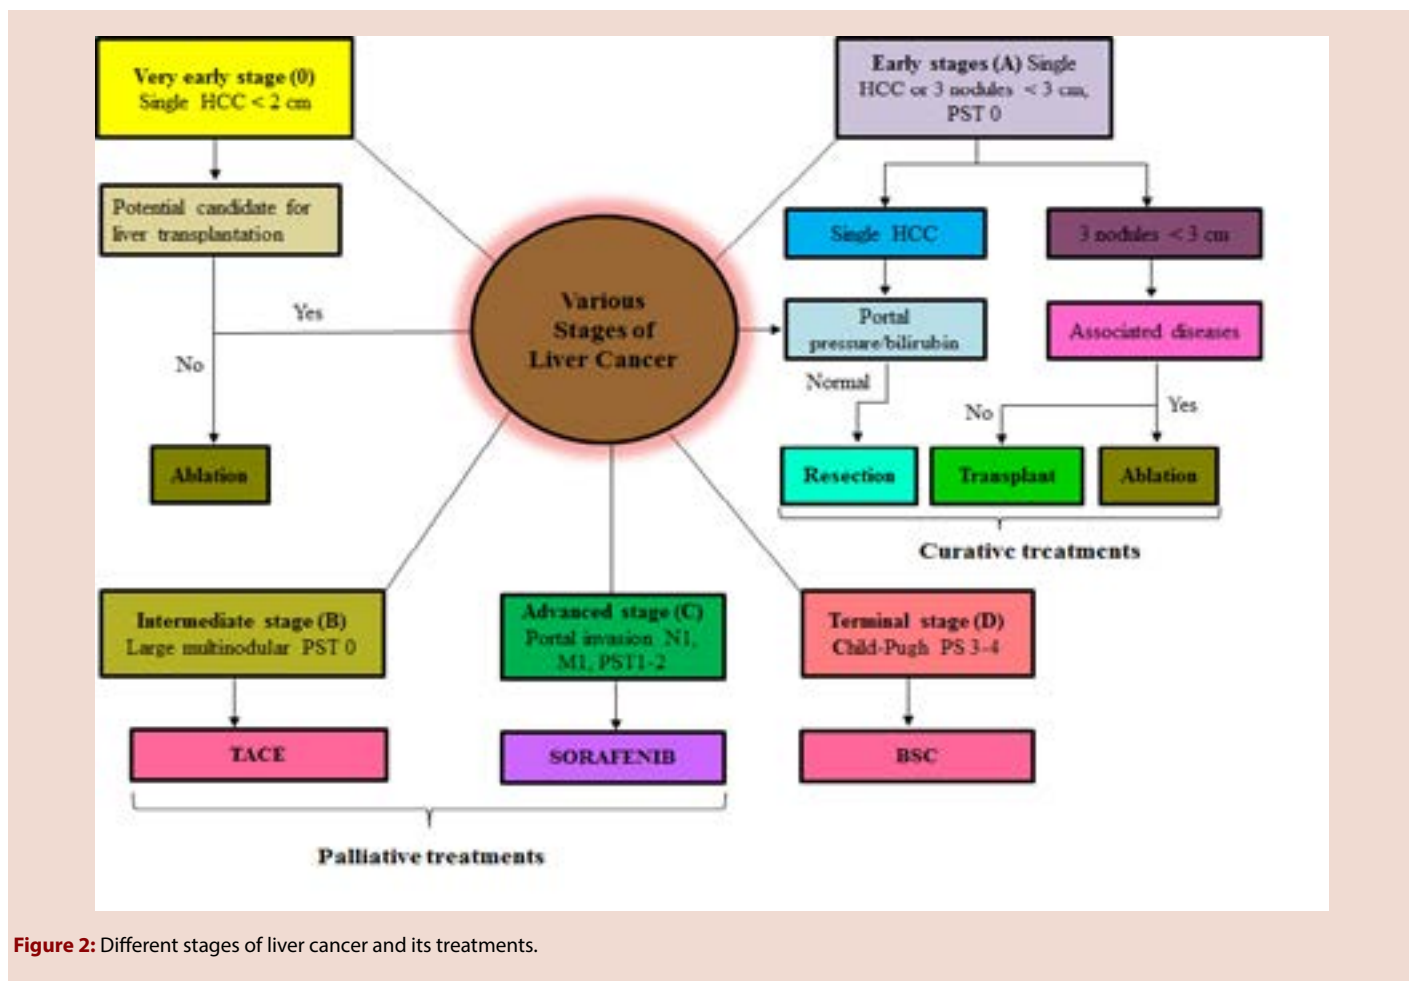 Very early stage (0)
Single HCC < 2 cm
Early stages (A) Single
HCC or 3 nodules < 3 cm,
PST 0
Potential candidate for
liver transplantation
Single HCC
3 nodules < 3 cm
Various
Stages of
Liver Cancer
Yes
No
Portal
pressure/bilirubin
Associated diseases
Normal
No
Yes
Ablation
Resection
Transplant
Ablation
Curative treatments
Intermediate stage (B)
Large multinodular PST 0
Advanced stage (C)
Portal invasion N1,
M1, PST1-2
Terminal stage (D)
Child-Pugh PS 3-4
TACE
SORAFENIB
BSC
Palliative treatments
Figure 2: Different stages of liver cancer and its treatments.